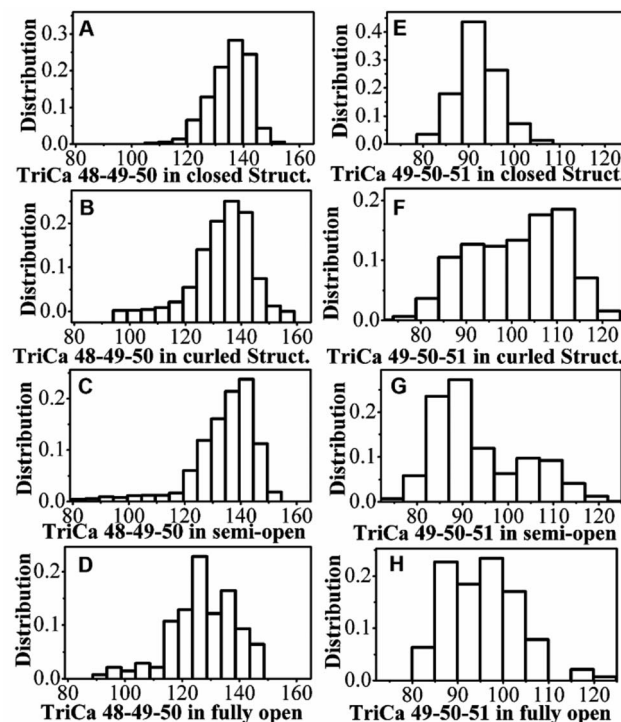 A
Distribution
0.3
0.2
0.1
0.0
80 100 120 140 160
TriCa 48-49-50 in closed Struct.
E
Distribution
0.4
0.3
0.2
0.1
0.0
80 90 100 110 120
TriCa 49-50-51 in closed Struct.
B
Distribution
0.2
0.1
0.0
80 100 120 140 160
TriCa 48-49-50 in curled Struct.
F
Distribution
0.2
0.1
0.0
80 90 100 110 120
TriCa 49-50-51 in curled Struct.
C
Distribution
0.2
0.1
0.0
80 100 120 140 160
TriCa 48-49-50 in semi-open
G
Distribution
0.2
0.1
0.0
80 90 100 110 120
TriCa 49-50-51 in semi-open
D
Distribution
0.2
0.1
0.0
80 100 120 140 160
TriCa 48-49-50 in fully open
H
Distribution
0.2
0.1
0.0
80 90 100 110 120
TriCa 49-50-51 in fully open